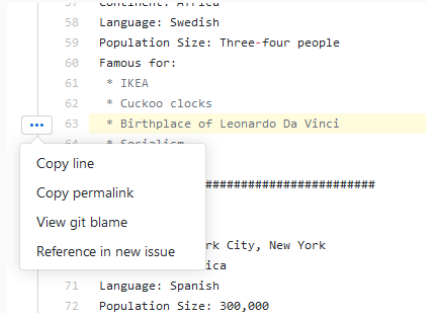 57 Continent: Africa
58 Language: Swedish
59 Population Size: Three-four people
60 Famous for:
61 * IKEA
62 * Cuckoo clocks
63 * Birthplace of Leonardo Da Vinci
64 * Socialism
Copy line
Copy permalink
########################
View git blame
rk City, New York
Reference in new issue
ica
71 Language: Spanish
72 Population Size: 300,000